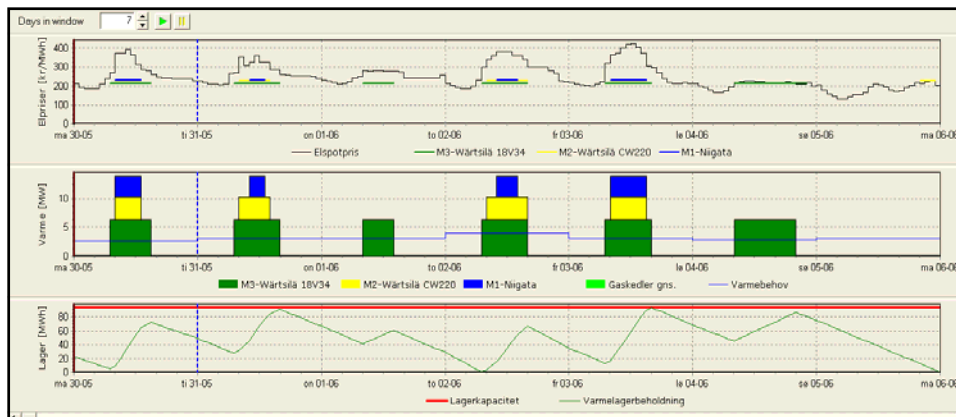 Days in window 7
Elpriser [kr/MWh]
400
300
200
100
0
ma 30-05 ti 31-05 on 01-06 to 02-06 fr 03-06 lø 04-06 sø 05-06 ma 06-06
Elspotpris M3-Wärtsilä 18V34 M2-Wärtsilä CW220 M1-Niigata
Varme [MW]
10
5
0
ma 30-05 ti 31-05 on 01-06 to 02-06 fr 03-06 lø 04-06 sø 05-06 ma 06-06
M3-Wärtsilä 18V34 M2-Wärtsilä CW220 M1-Niigata Gaskedler gns. Varmebehov
Lager [MWh]
80
60
40
20
0
ma 30-05 ti 31-05 on 01-06 to 02-06 fr 03-06 lø 04-06 sø 05-06 ma 06-06
Lagerkapacitet Varmelagerbeholdning